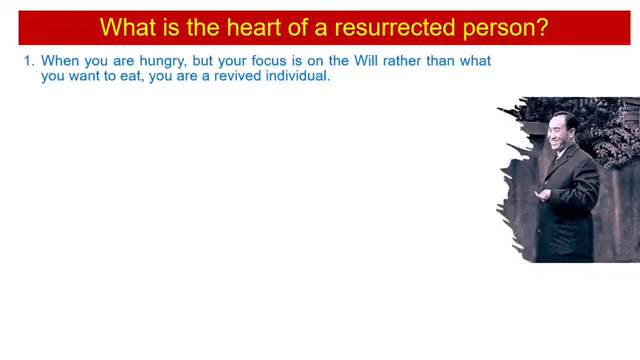 What is the heart of a resurrected person?
1. When you are hungry, but your focus is on the Will rather than what
you want to eat, you are a revived individual.